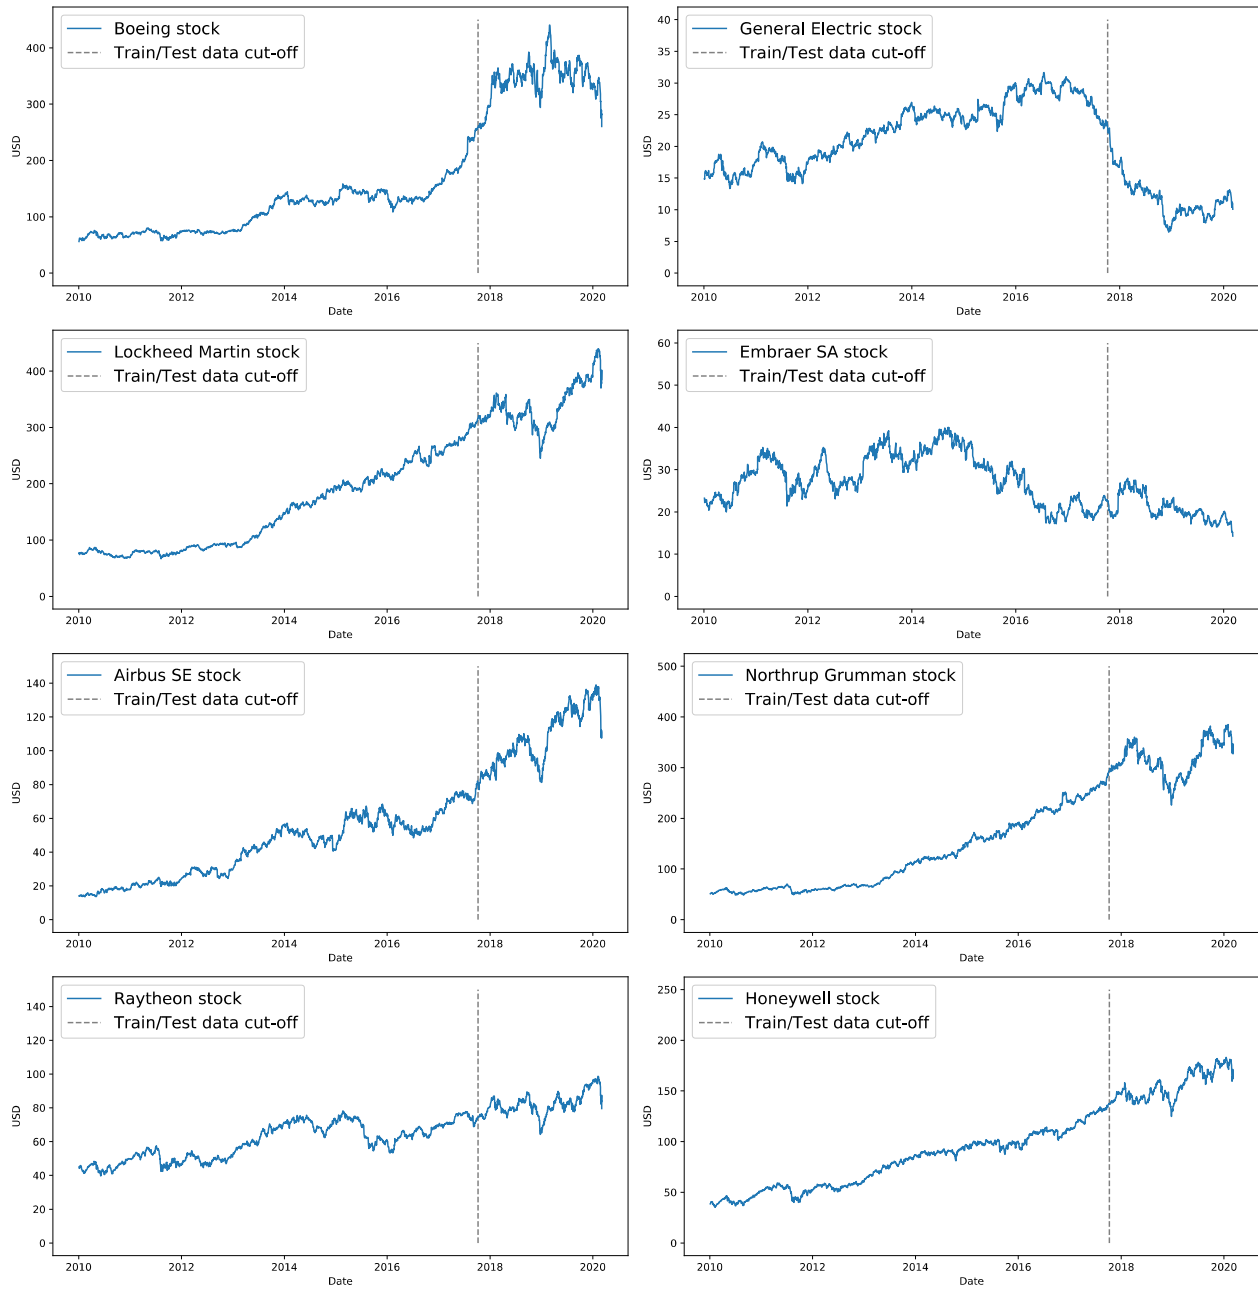 Boeing stock
Train/Test data cut-off
400
300
200
100
0
USD
2010 2012 2014 2016 2018 2020
Date
General Electric stock
Train/Test data cut-off
40
35
30
25
20
15
10
5
0
USD
2010 2012 2014 2016 2018 2020
Date
Lockheed Martin stock
Train/Test data cut-off
400
300
200
100
0
USD
2010 2012 2014 2016 2018 2020
Date
Embraer SA stock
Train/Test data cut-off
60
50
40
30
20
10
0
USD
2010 2012 2014 2016 2018 2020
Date
Airbus SE stock
Train/Test data cut-off
140
120
100
80
60
40
20
0
USD
2010 2012 2014 2016 2018 2020
Date
Northrup Grumman stock
Train/Test data cut-off
500
400
300
200
100
0
USD
2010 2012 2014 2016 2018 2020
Date
Raytheon stock
Train/Test data cut-off
140
120
100
80
60
40
20
0
USD
2010 2012 2014 2016 2018 2020
Date
Honeywell stock
Train/Test data cut-off
250
200
150
100
50
0
USD
2010 2012 2014 2016 2018 2020
Date